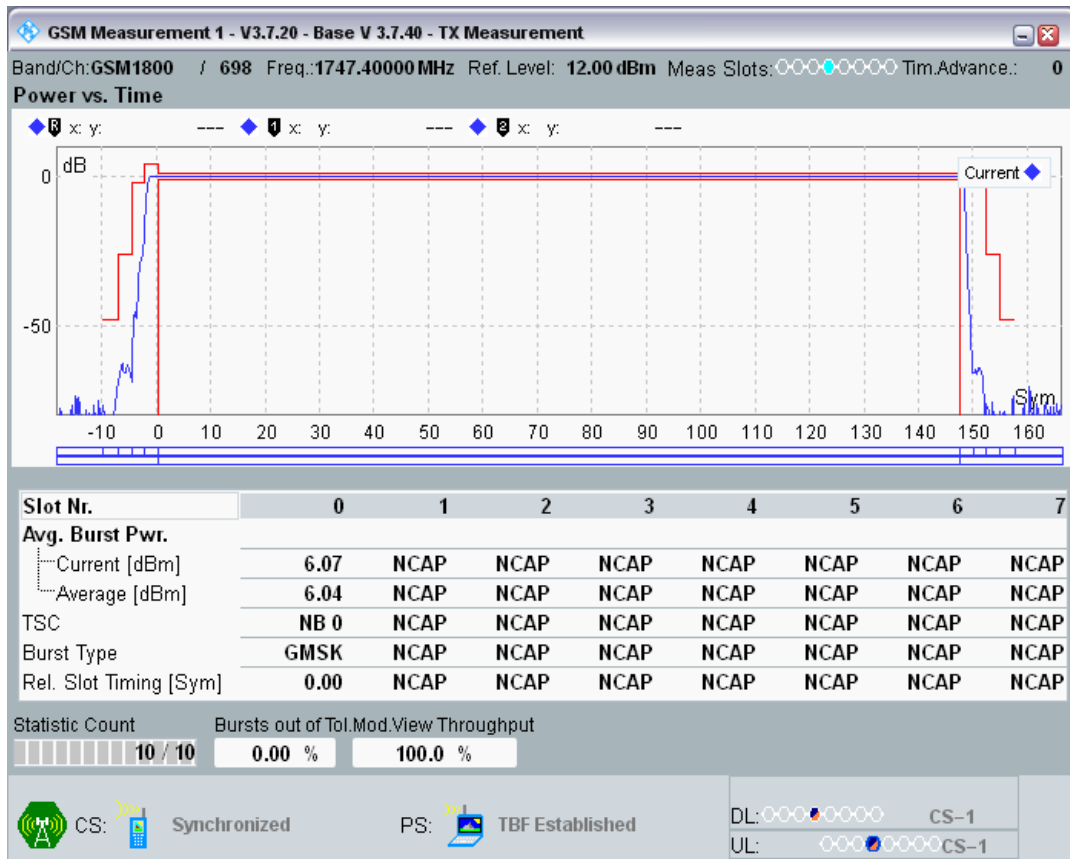 GSM Measurement 1 - V3.7.20 - Base V 3.7.40 - TX Measurement
Band/Ch:GSM1800 / 698 Freq.:1747.40000 MHz Ref. Level: 12.00 dBm Meas Slots: Tim.Advance.: 0
Power vs. Time
R x: y: --- 1 x: y: --- 2 x: y: ---
dB
Current
0
-50
Sym
-10 0 10 20 30 40 50 60 70 80 90 100 110 120 130 140 150 160
Slot Nr. 0 1 2 3 4 5 6 7
Avg. Burst Pwr.
Current [dBm] 6.07 NCAP NCAP NCAP NCAP NCAP NCAP NCAP
Average [dBm] 6.04 NCAP NCAP NCAP NCAP NCAP NCAP NCAP
TSC NB 0 NCAP NCAP NCAP NCAP NCAP NCAP NCAP
Burst Type GMSK NCAP NCAP NCAP NCAP NCAP NCAP NCAP
Rel. Slot Timing [Sym] 0.00 NCAP NCAP NCAP NCAP NCAP NCAP NCAP
Statistic Count Bursts out of Tol.Mod.View Throughput
10 / 10 0.00 % 100.0 %
CS: Synchronized PS: TBF Established
DL: CS-1
UL: CS-1